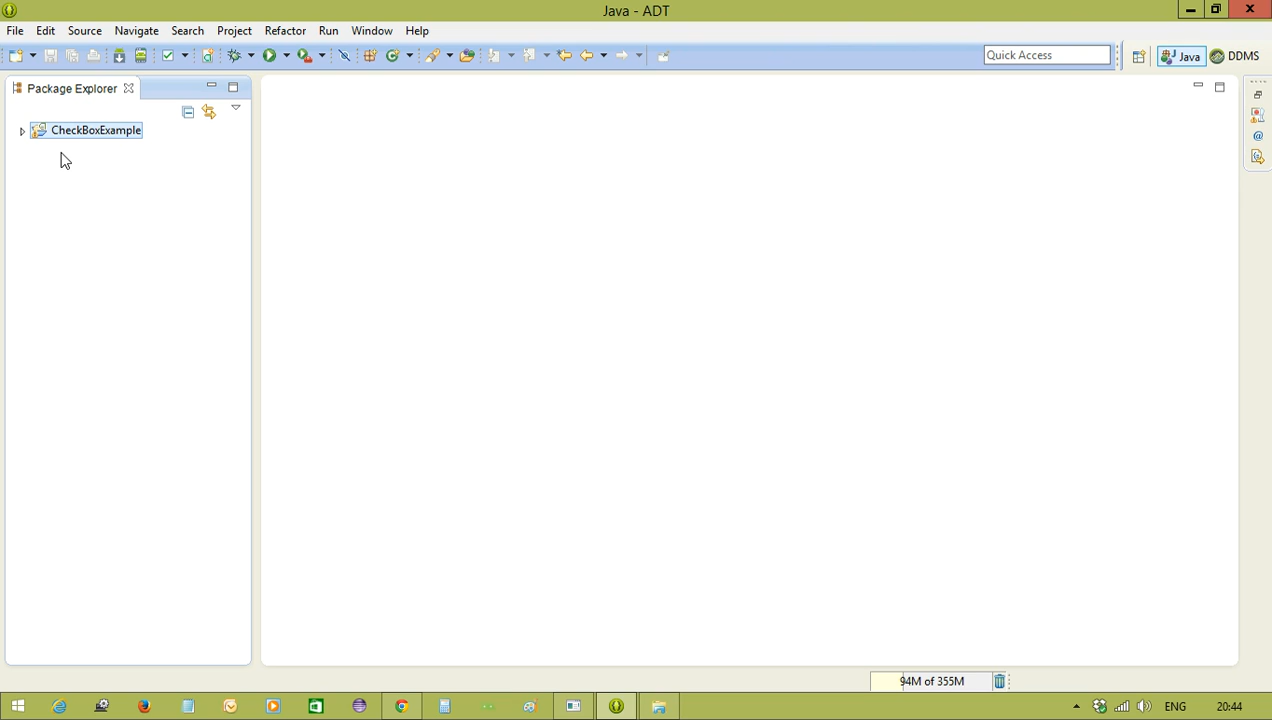 Java - ADT
File Edit Source Navigate Search Project Refactor Run Window Help
Quick Access Java DDMS
Package Explorer
CheckBoxExample
94M of 355M
ENG 20:44